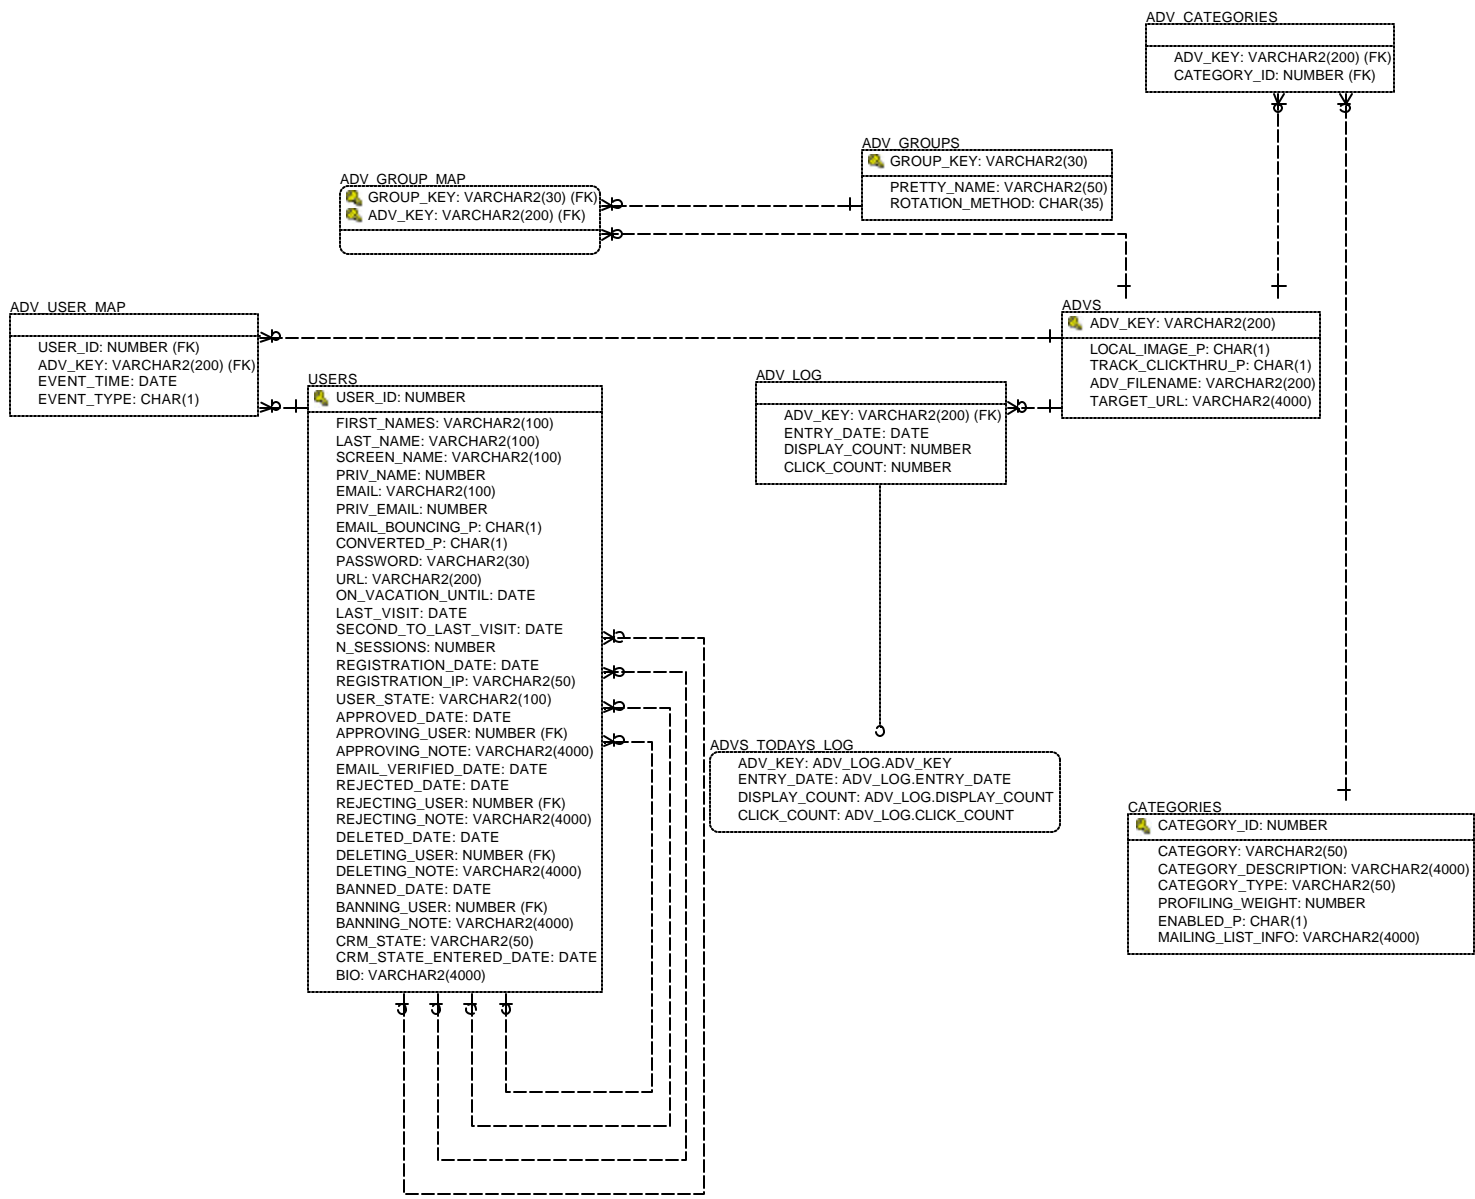 ADV_CATEGORIES
ADV_KEY: VARCHAR2(200) (FK)
CATEGORY_ID: NUMBER (FK)
ADV_GROUPS
GROUP_KEY: VARCHAR2(30)
PRETTY_NAME: VARCHAR2(50)
ROTATION_METHOD: CHAR(35)
ADV_GROUP_MAP
GROUP_KEY: VARCHAR2(30) (FK)
ADV_KEY: VARCHAR2(200) (FK)
ADV_USER_MAP
USER_ID: NUMBER (FK)
ADV_KEY: VARCHAR2(200) (FK)
EVENT_TIME: DATE
EVENT_TYPE: CHAR(1)
ADVS
ADV_KEY: VARCHAR2(200)
LOCAL_IMAGE_P: CHAR(1)
TRACK_CLICKTHRU_P: CHAR(1)
ADV_FILENAME: VARCHAR2(200)
TARGET_URL: VARCHAR2(4000)
USERS
USER_ID: NUMBER
FIRST_NAMES: VARCHAR2(100)
LAST_NAME: VARCHAR2(100)
SCREEN_NAME: VARCHAR2(100)
PRIV_NAME: NUMBER
EMAIL: VARCHAR2(100)
PRIV_EMAIL: NUMBER
EMAIL_BOUNCING_P: CHAR(1)
CONVERTED_P: CHAR(1)
PASSWORD: VARCHAR2(30)
URL: VARCHAR2(200)
ON_VACATION_UNTIL: DATE
LAST_VISIT: DATE
SECOND_TO_LAST_VISIT: DATE
N_SESSIONS: NUMBER
REGISTRATION_DATE: DATE
REGISTRATION_IP: VARCHAR2(50)
USER_STATE: VARCHAR2(100)
APPROVED_DATE: DATE
APPROVING_USER: NUMBER (FK)
APPROVING_NOTE: VARCHAR2(4000)
EMAIL_VERIFIED_DATE: DATE
REJECTED_DATE: DATE
REJECTING_USER: NUMBER (FK)
REJECTING_NOTE: VARCHAR2(4000)
DELETED_DATE: DATE
DELETING_USER: NUMBER (FK)
DELETING_NOTE: VARCHAR2(4000)
BANNED_DATE: DATE
BANNING_USER: NUMBER (FK)
BANNING_NOTE: VARCHAR2(4000)
CRM_STATE: VARCHAR2(50)
CRM_STATE_ENTERED_DATE: DATE
BIO: VARCHAR2(4000)
ADV_LOG
ADV_KEY: VARCHAR2(200) (FK)
ENTRY_DATE: DATE
DISPLAY_COUNT: NUMBER
CLICK_COUNT: NUMBER
ADVS_TODAYS_LOG
ADV_KEY: ADV_LOG.ADV_KEY
ENTRY_DATE: ADV_LOG.ENTRY_DATE
DISPLAY_COUNT: ADV_LOG.DISPLAY_COUNT
CLICK_COUNT: ADV_LOG.CLICK_COUNT
CATEGORIES
CATEGORY_ID: NUMBER
CATEGORY: VARCHAR2(50)
CATEGORY_DESCRIPTION: VARCHAR2(4000)
CATEGORY_TYPE: VARCHAR2(50)
PROFILING_WEIGHT: NUMBER
ENABLED_P: CHAR(1)
MAILING_LIST_INFO: VARCHAR2(4000)